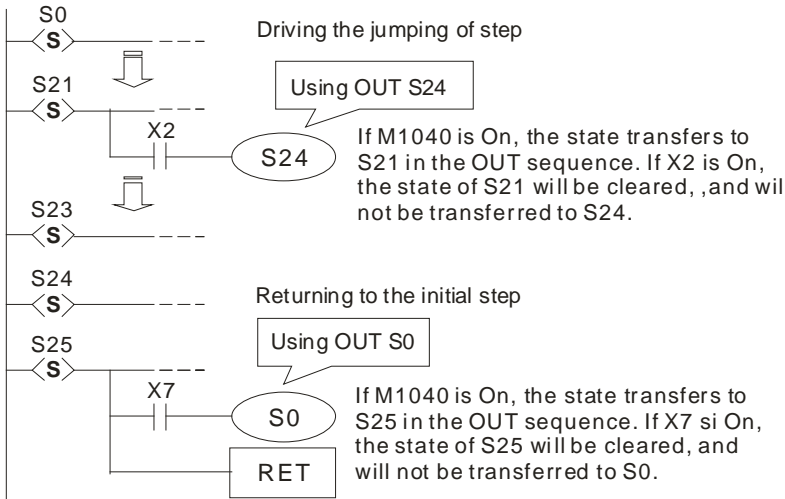 S0
S
Driving the jumping of step
S21
S
Using OUT S24
X2
S24
If M1040 is On, the state transfers to
S21 in the OUT sequence. If X2 is On,
the state of S21 will be cleared, ,and wil
not be transferred to S24.
S23
S
S24
S
Returning to the initial step
S25
S
Using OUT S0
X7
S0
If M1040 is On, the state transfers to
S25 in the OUT sequence. If X7 si On,
the state of S25 will be cleared, and
will not be transferred to S0.
RET